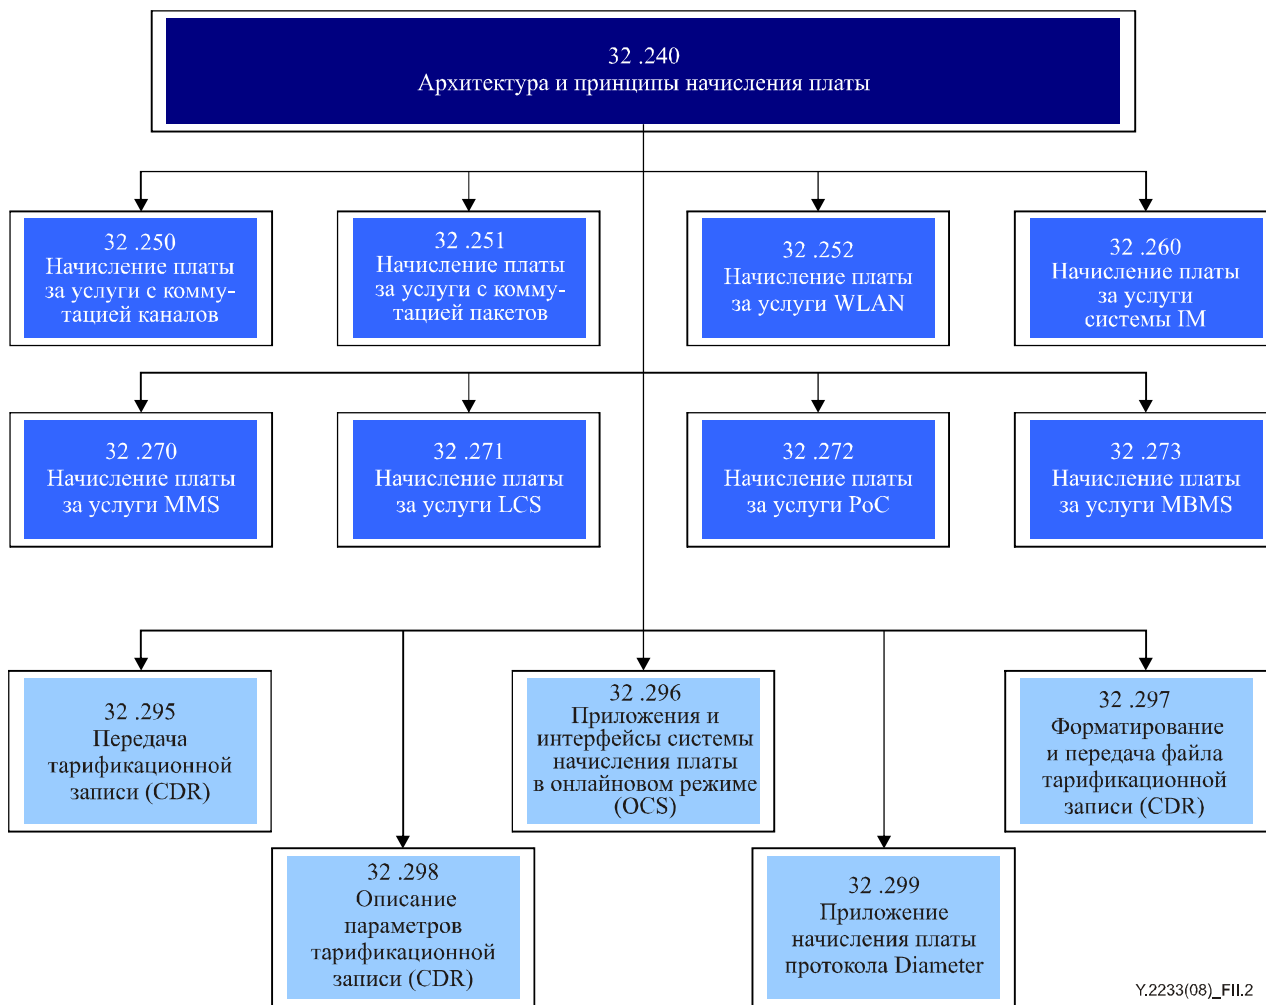 32 .240
Архитектура и принципы начисления платы
32 .250
Начисление платы
за услуги с комму-
тацией каналов
32 .251
Начисление платы
за услуги с комму-
тацией пакетов
32 .252
Начисление платы
за услуги WLAN
32 .260
Начисление платы
за услуги
системы IM
32 .270
Начисление платы
за услуги MMS
32 .271
Начисление платы
за услуги LCS
32 .272
Начисление платы
за услуги PoC
32 .273
Начисление платы
за услуги MBMS
32 .295
Передача
тарификационной
записи (CDR)
32 .296
Приложения и
интерфейсы системы
начисления платы
в онлайновом режиме
(OCS)
32 .297
Форматирование
и передача файла
тарификационной
записи (CDR)
32 .298
Описание
параметров
тарификационной
записи (CDR)
32 .299
Приложение
начисления платы
протокола Diameter
Y.2233(08)_FII.2